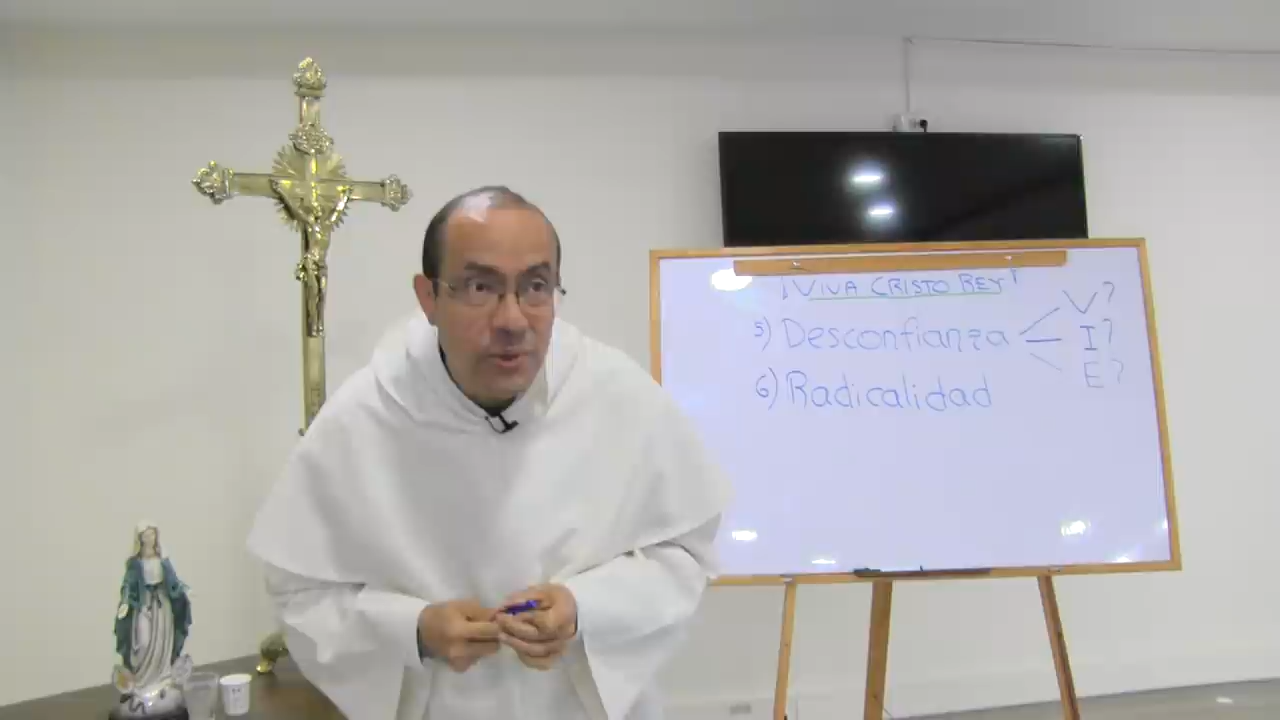 ¡VIVA CRISTO REY!
5) Desconfianza V?
I?
E?
6) Radicalidad